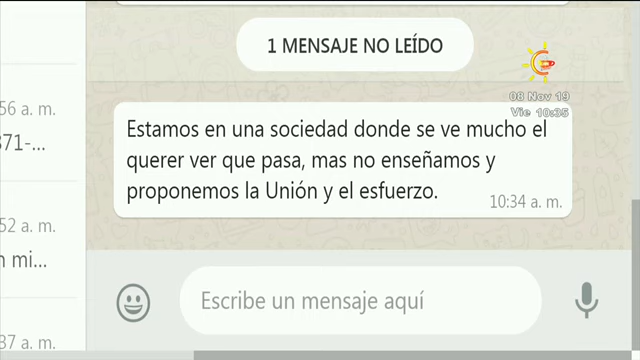 1 MENSAJE NO LEÍDO
08 Nov 19
Vie 10:35
56 a. m.
371-...
Estamos en una sociedad donde se ve mucho el
querer ver que pasa, mas no enseñamos y
proponemos la Unión y el esfuerzo.
10:34 a. m.
52 a. m.
n mi...
Escribe un mensaje aquí
37 a. m.